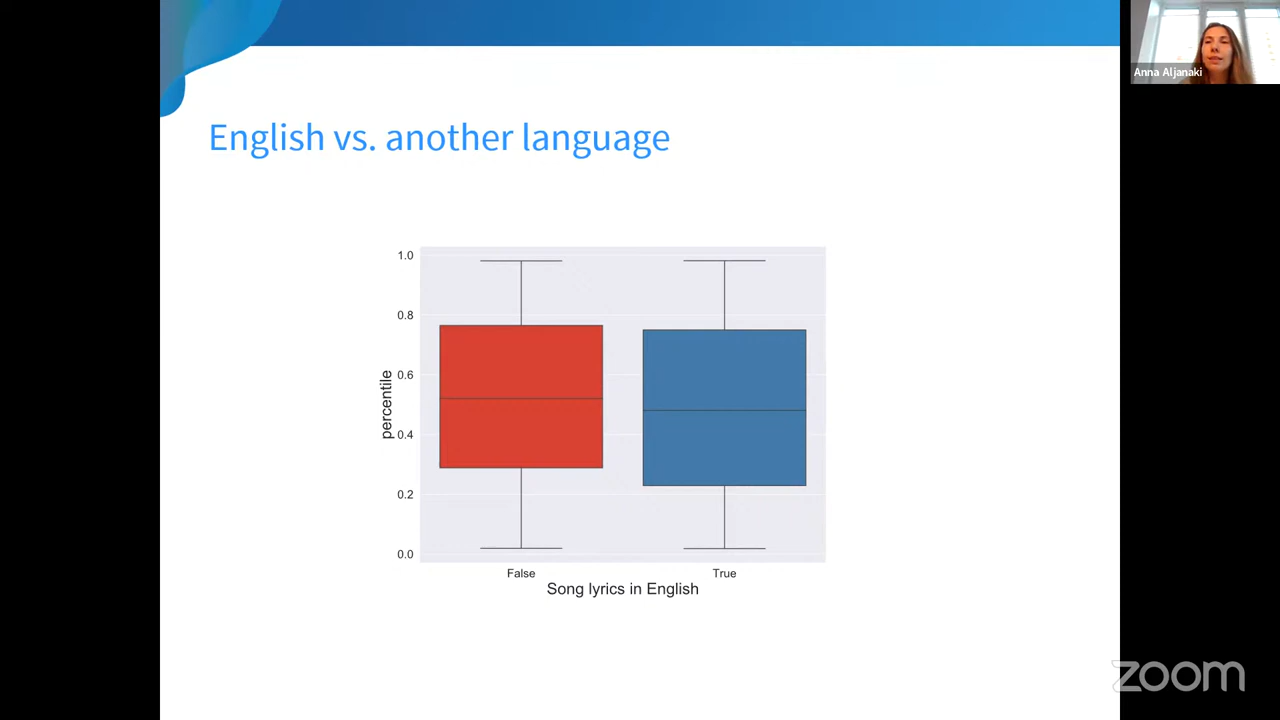 Anna Aljanaki
English vs. another language
1.0
0.8
0.6
0.4
0.2
0.0
percentile
False
True
Song lyrics in English
zoom